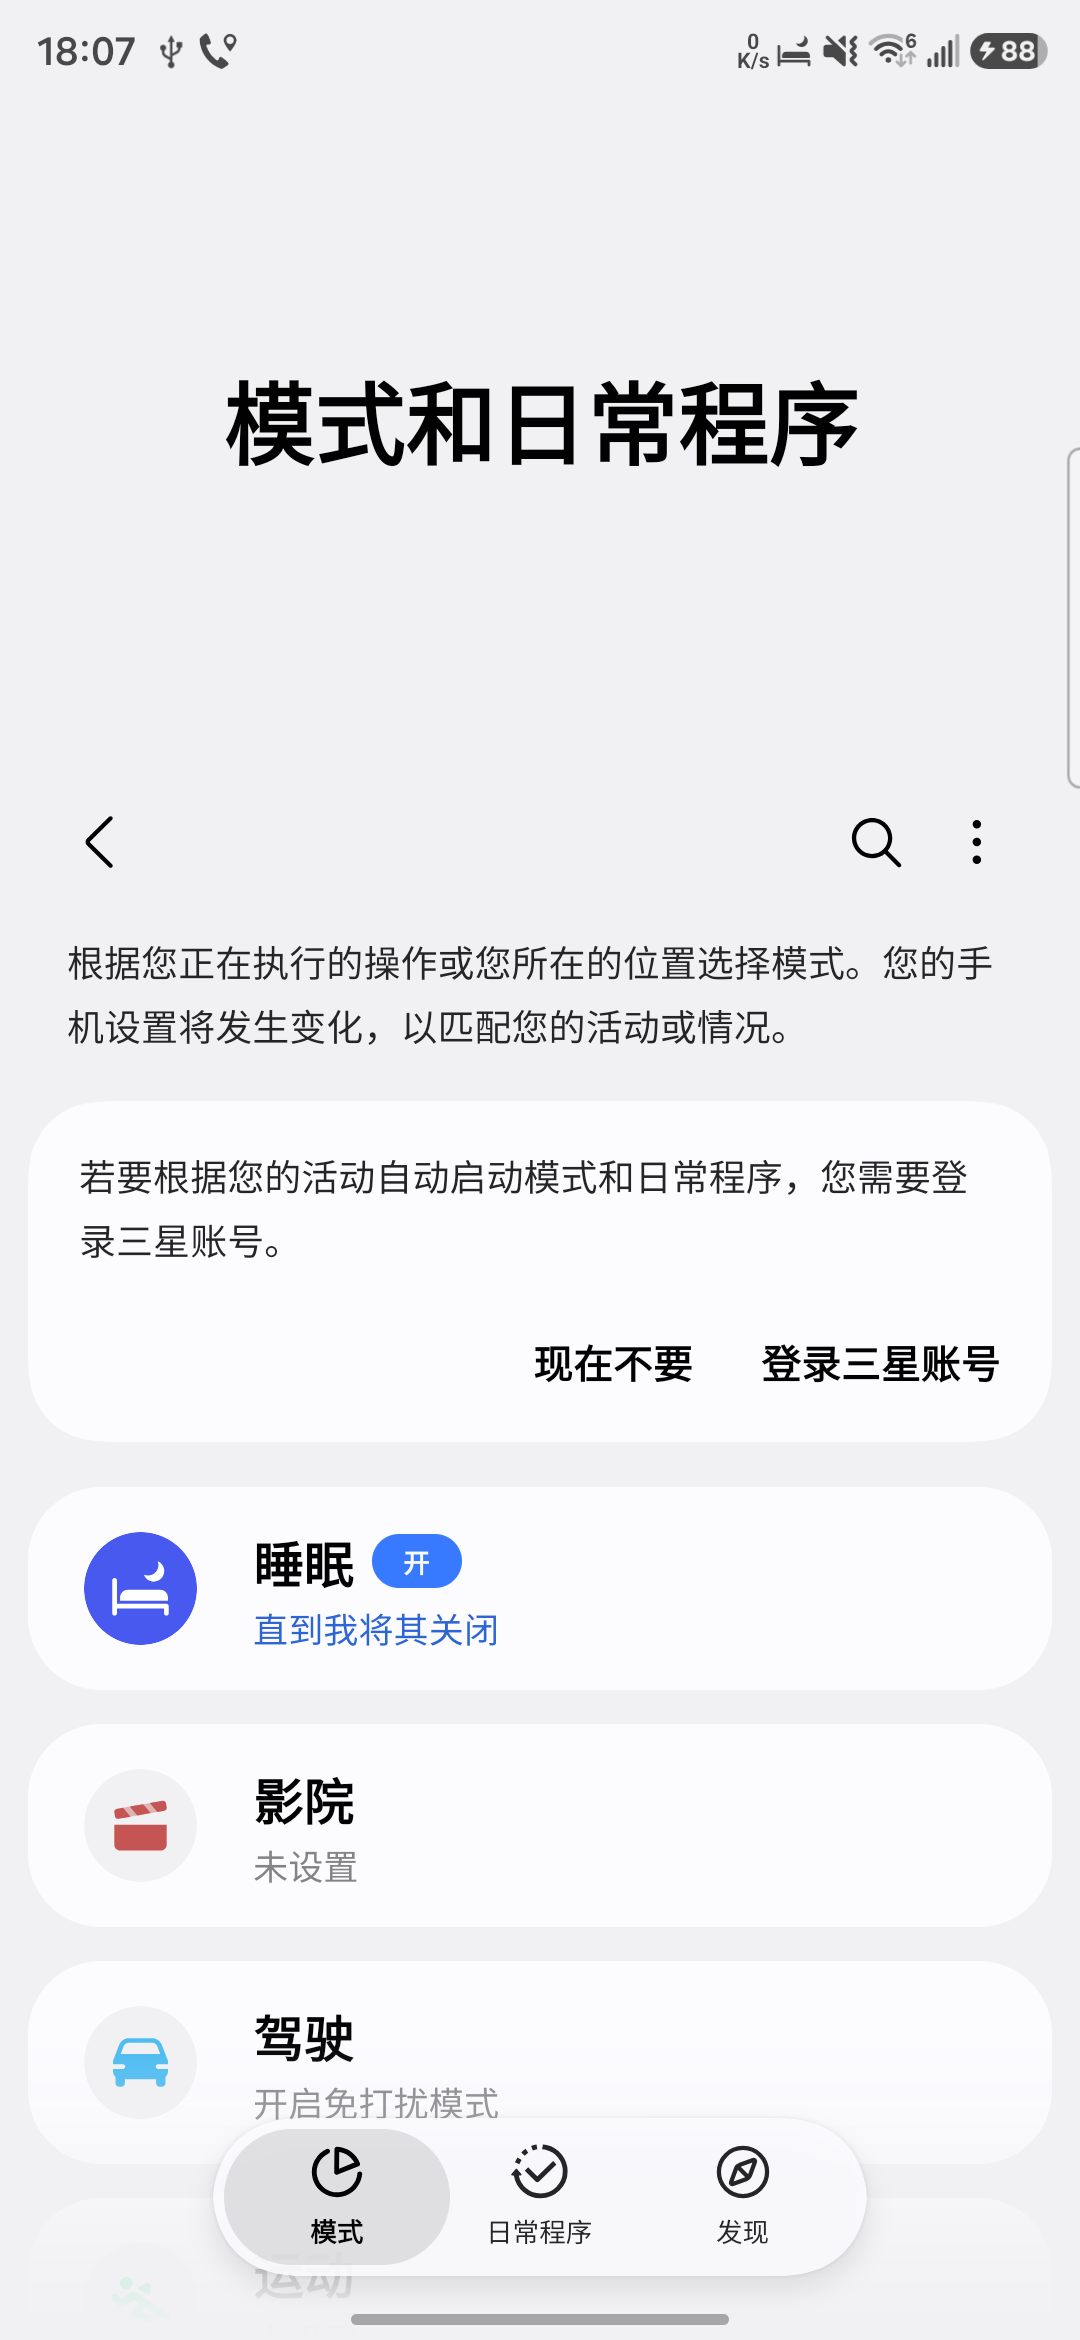 18:07
0
K/s
6
88
模式和日常程序
根据您正在执行的操作或您所在的位置选择模式。您的手
机设置将发生变化，以匹配您的活动或情况。
若要根据您的活动自动启动模式和日常程序，您需要登
录三星账号。
现在不要
登录三星账号
睡眠
开
直到我将其关闭
影院
未设置
驾驶
开启免打扰模式
模式
日常程序
发现
运动